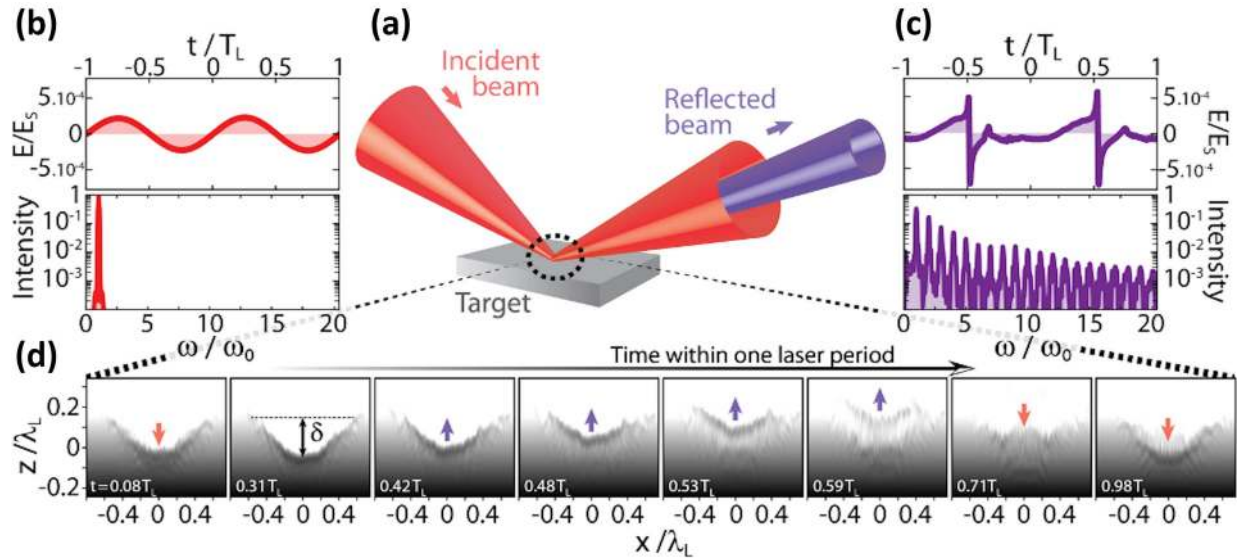 (b)
t/T_L
-1 -0.5 0 0.5 1
E/E_S
5.10⁻⁴
0
-5.10⁻⁴
Intensity
1
10⁻¹
10⁻²
10⁻³
0 5 10 15 20
ω/ω₀
(a)
Incident
beam
Reflected
beam
Target
(c)
t/T_L
-1 -0.5 0 0.5 1
5.10⁻⁴
0
-5.10⁻⁴
E/E_S
1
10⁻¹
10⁻²
10⁻³
Intensity
0 5 10 15 20
ω/ω₀
(d)
Time within one laser period
z/λ_L
0.2
0
-0.2
δ
t=0.08T_L 0.31T_L 0.42T_L 0.48T_L 0.53T_L 0.59T_L 0.71T_L 0.98T_L
-0.4 0 0.4 -0.4 0 0.4 -0.4 0 0.4 -0.4 0 0.4 -0.4 0 0.4 -0.4 0 0.4 -0.4 0 0.4 -0.4 0 0.4
x/λ_L